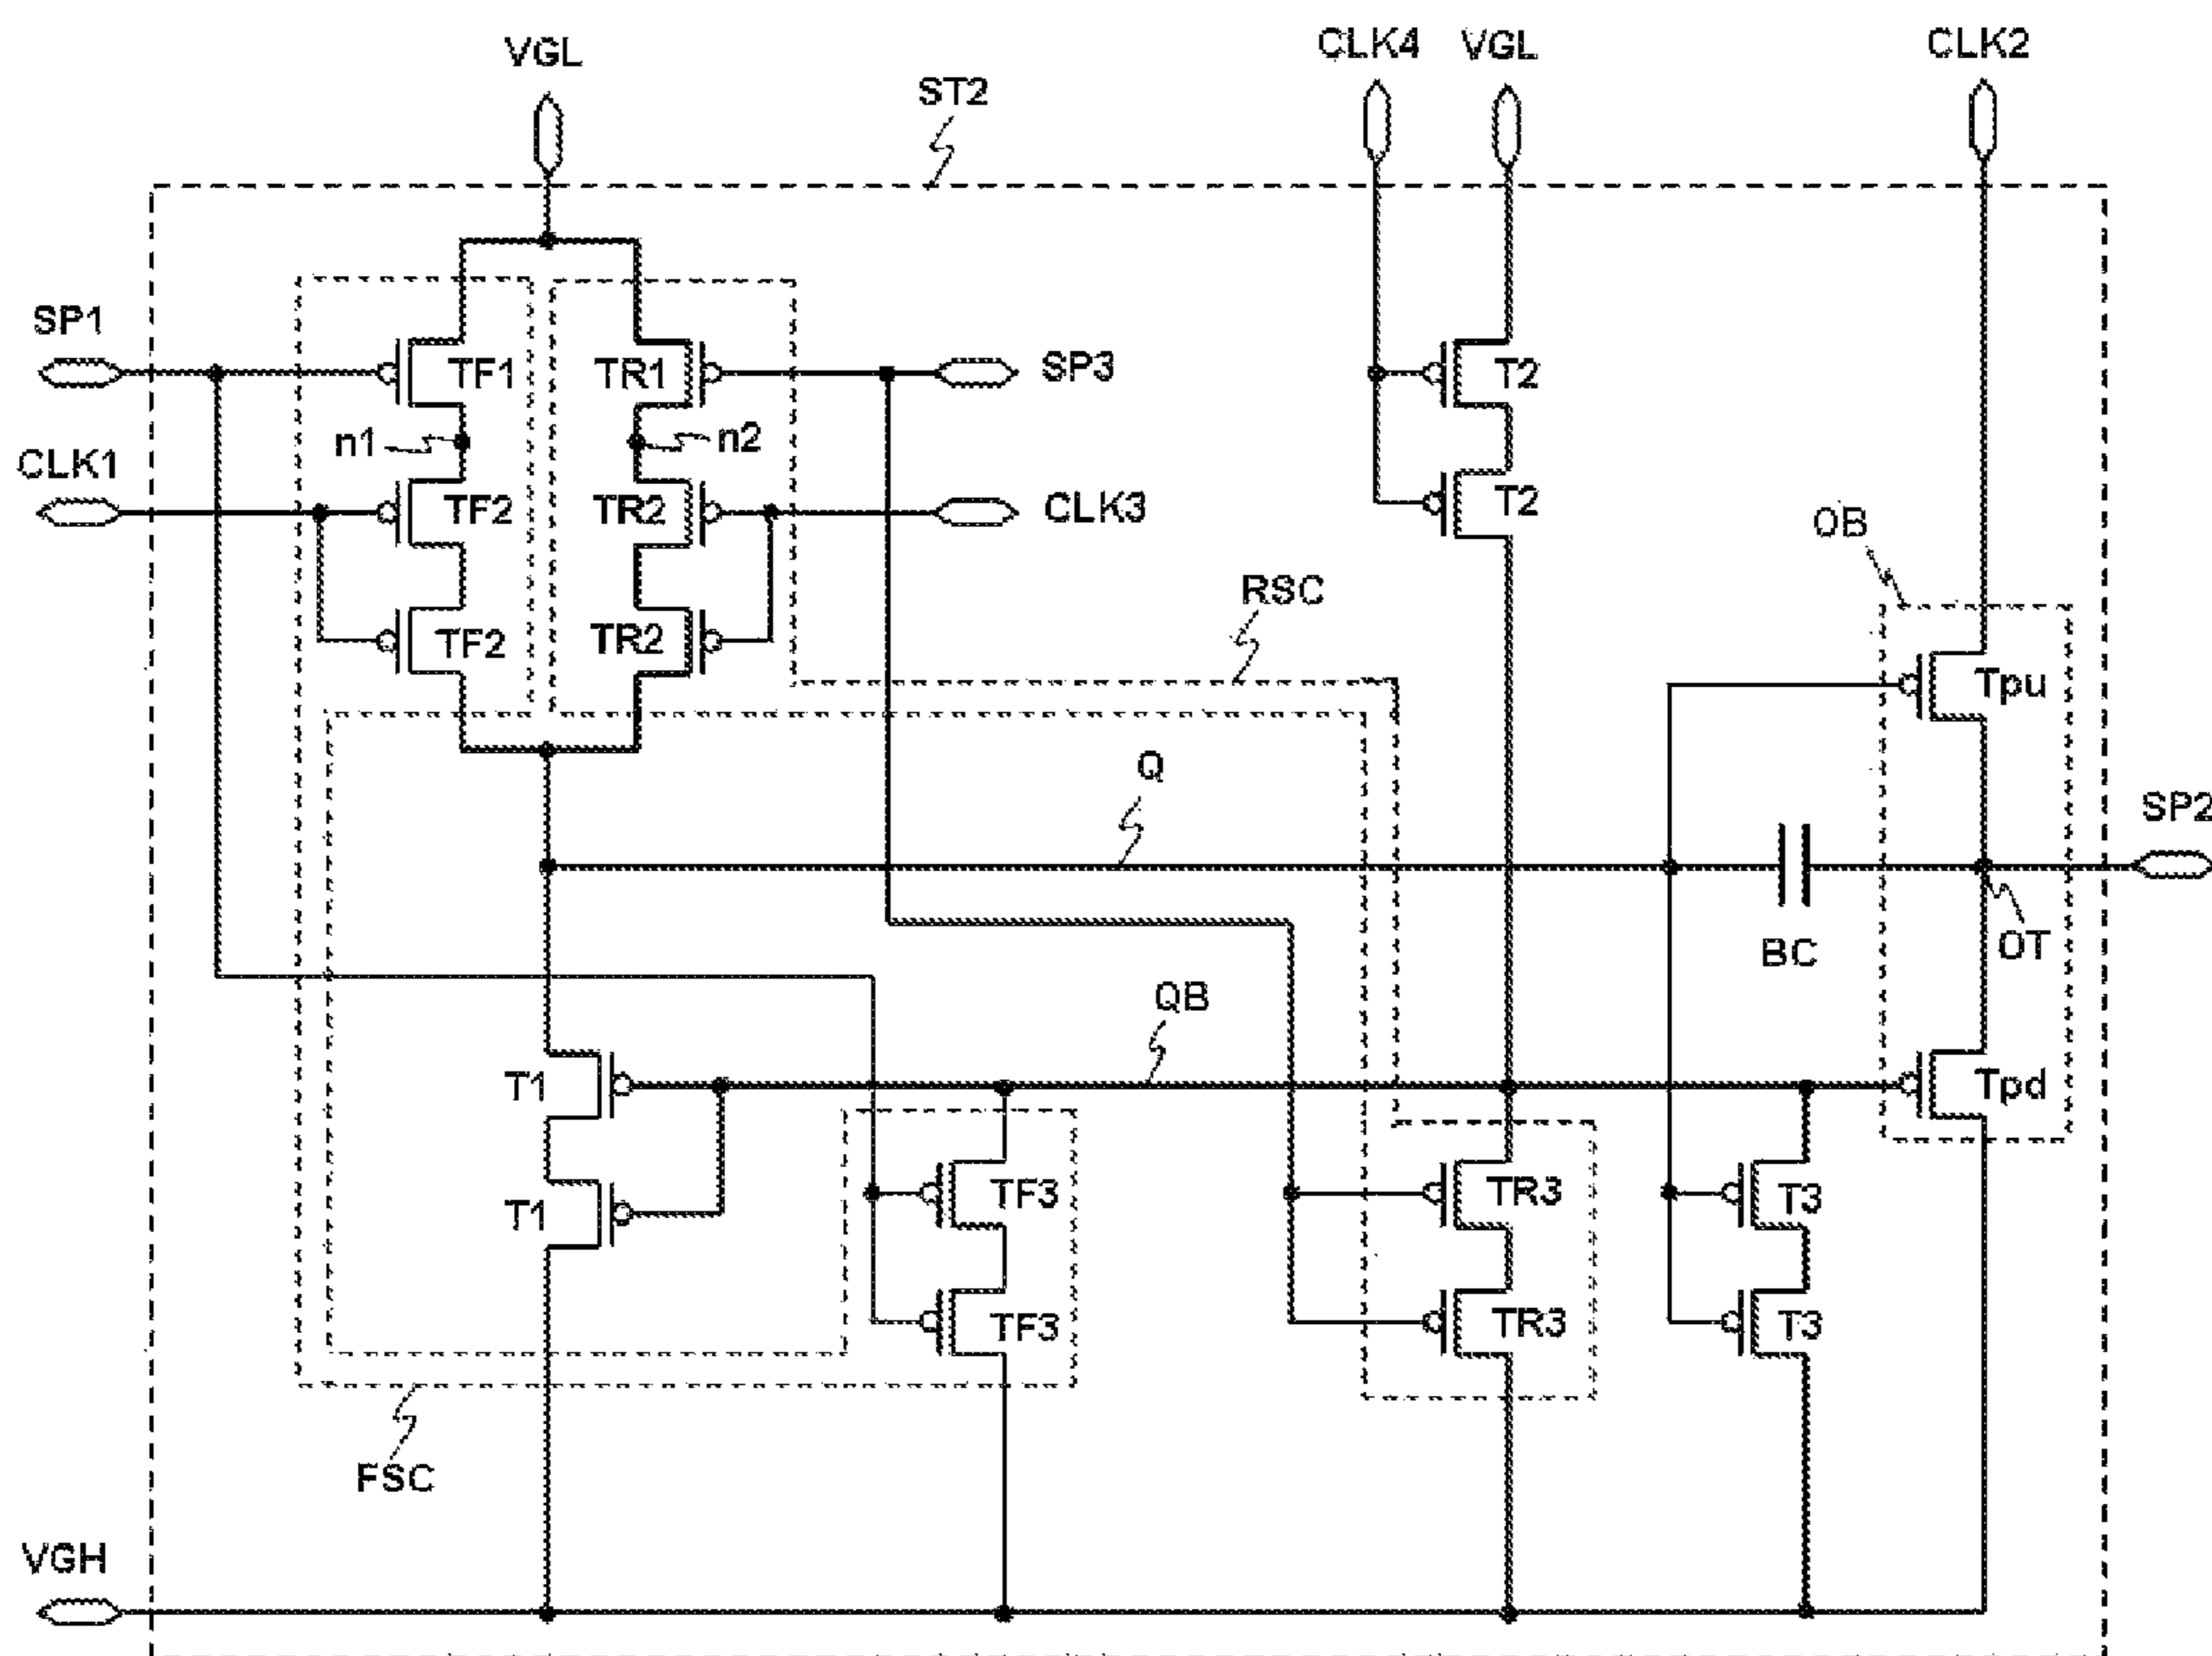 VGL
CLK4
VGL
CLK2
ST2
SP1
TF1
TR1
SP3
T2
n1
n2
CLK1
TF2
TR2
CLK3
T2
OB
RSC
TF2
TR2
Tpu
Q
SP2
BC
OT
QB
T1
Tpd
T1
TF3
TR3
T3
TF3
TR3
T3
FSC
VGH